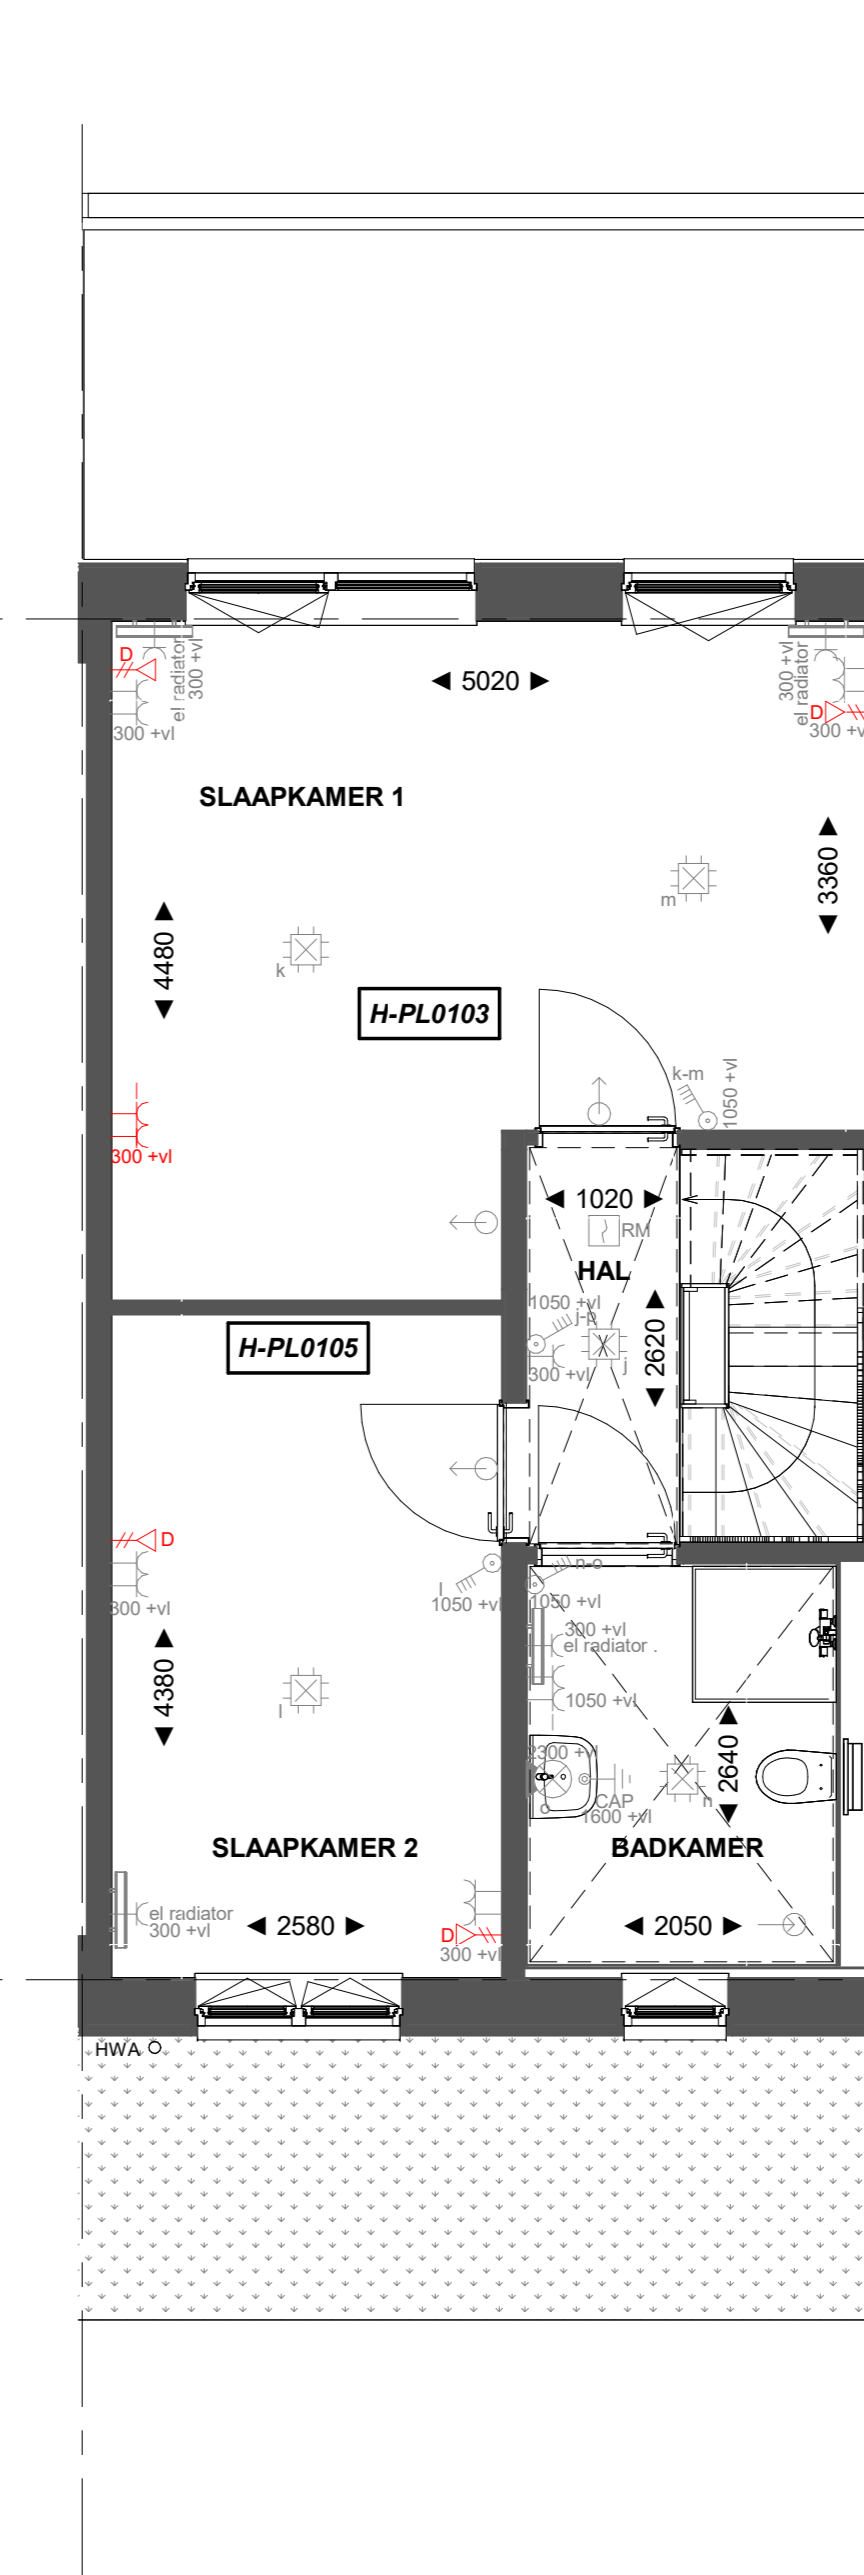 D
el radiator
300 +vl
300 +vl
5020
300 +vl
el radiator
D
300 +v
SLAAPKAMER 1
3360
m
4480
k
H-PL0103
k-m
1050 +vl
300 +vl
1020
RM
HAL
1050 +vl
j-p
2620
300 +vl
j
H-PL0105
D
300 +vl
l
1050 +vl
n-o
1050 +vl
300 +vl
el radiator .
1050 +vl
4380
l
2640
2300 +vl
n
o
CAP
1600 +vl
SLAAPKAMER 2
BADKAMER
el radiator
300 +vl
2580
D
300 +vl
2050
HWA